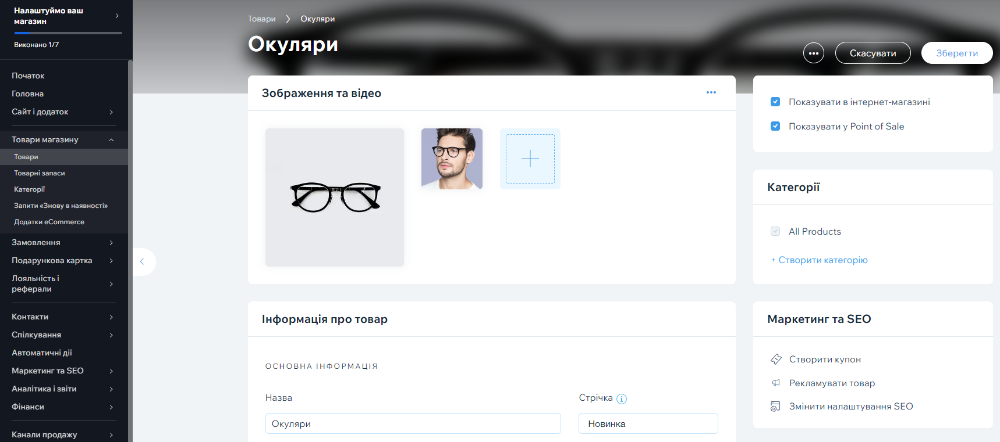 Налаштуймо ваш
магазин
Виконано 1/7
Початок
Головна
Сайт і додаток
Товари магазину
Товари
Товарні запаси
Категорії
Запити «Знову в наявності»
Додатки eCommerce
Замовлення
Подарункова картка
Лояльність і
реферали
Контакти
Спілкування
Автоматичні дії
Маркетинг та SEO
Аналітика і звіти
Фінанси
Канали продажу
Товари
Окуляри
Окуляри
Скасувати
Зберегти
Зображення та відео
Інформація про товар
ОСНОВНА ІНФОРМАЦІЯ
Назва
Стрічка
Окуляри
Новинка
Показувати в інтернет-магазині
Показувати у Point of Sale
Категорії
All Products
+ Створити категорію
Маркетинг та SEO
Створити купон
Рекламувати товар
Змінити налаштування SEO